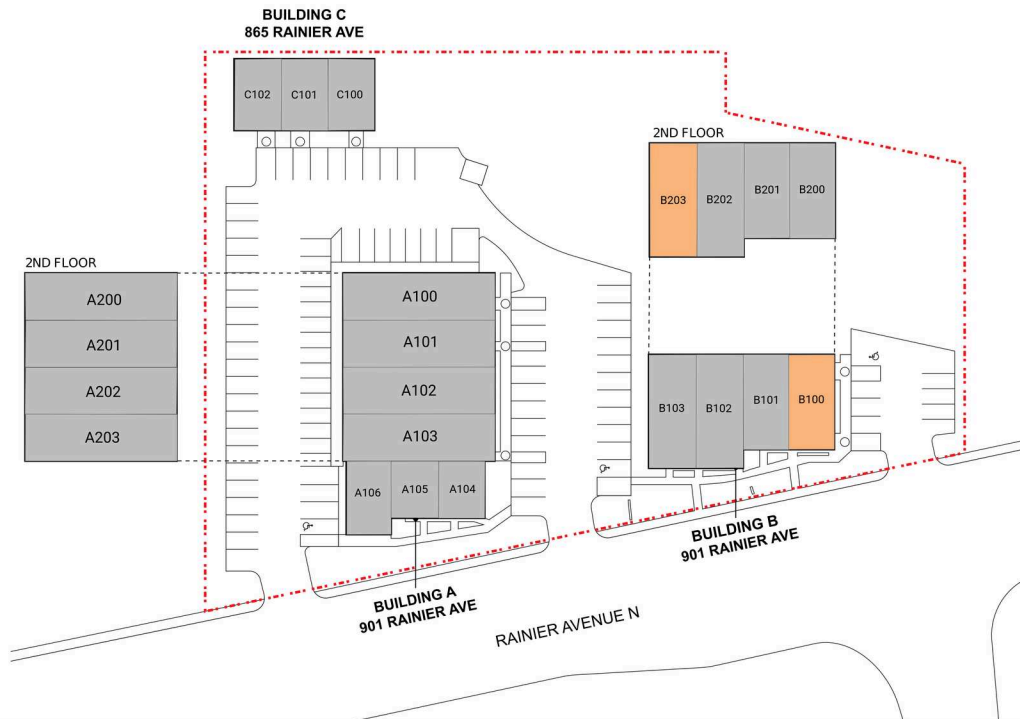 BUILDING C
865 RAINIER AVE
C102
C101
C100
2ND FLOOR
B203
B202
B201
B200
2ND FLOOR
A200
A201
A202
A203
A100
A101
A102
A103
A106
A105
A104
B103
B102
B101
B100
BUILDING B
901 RAINIER AVE
BUILDING A
901 RAINIER AVE
RAINIER AVENUE N